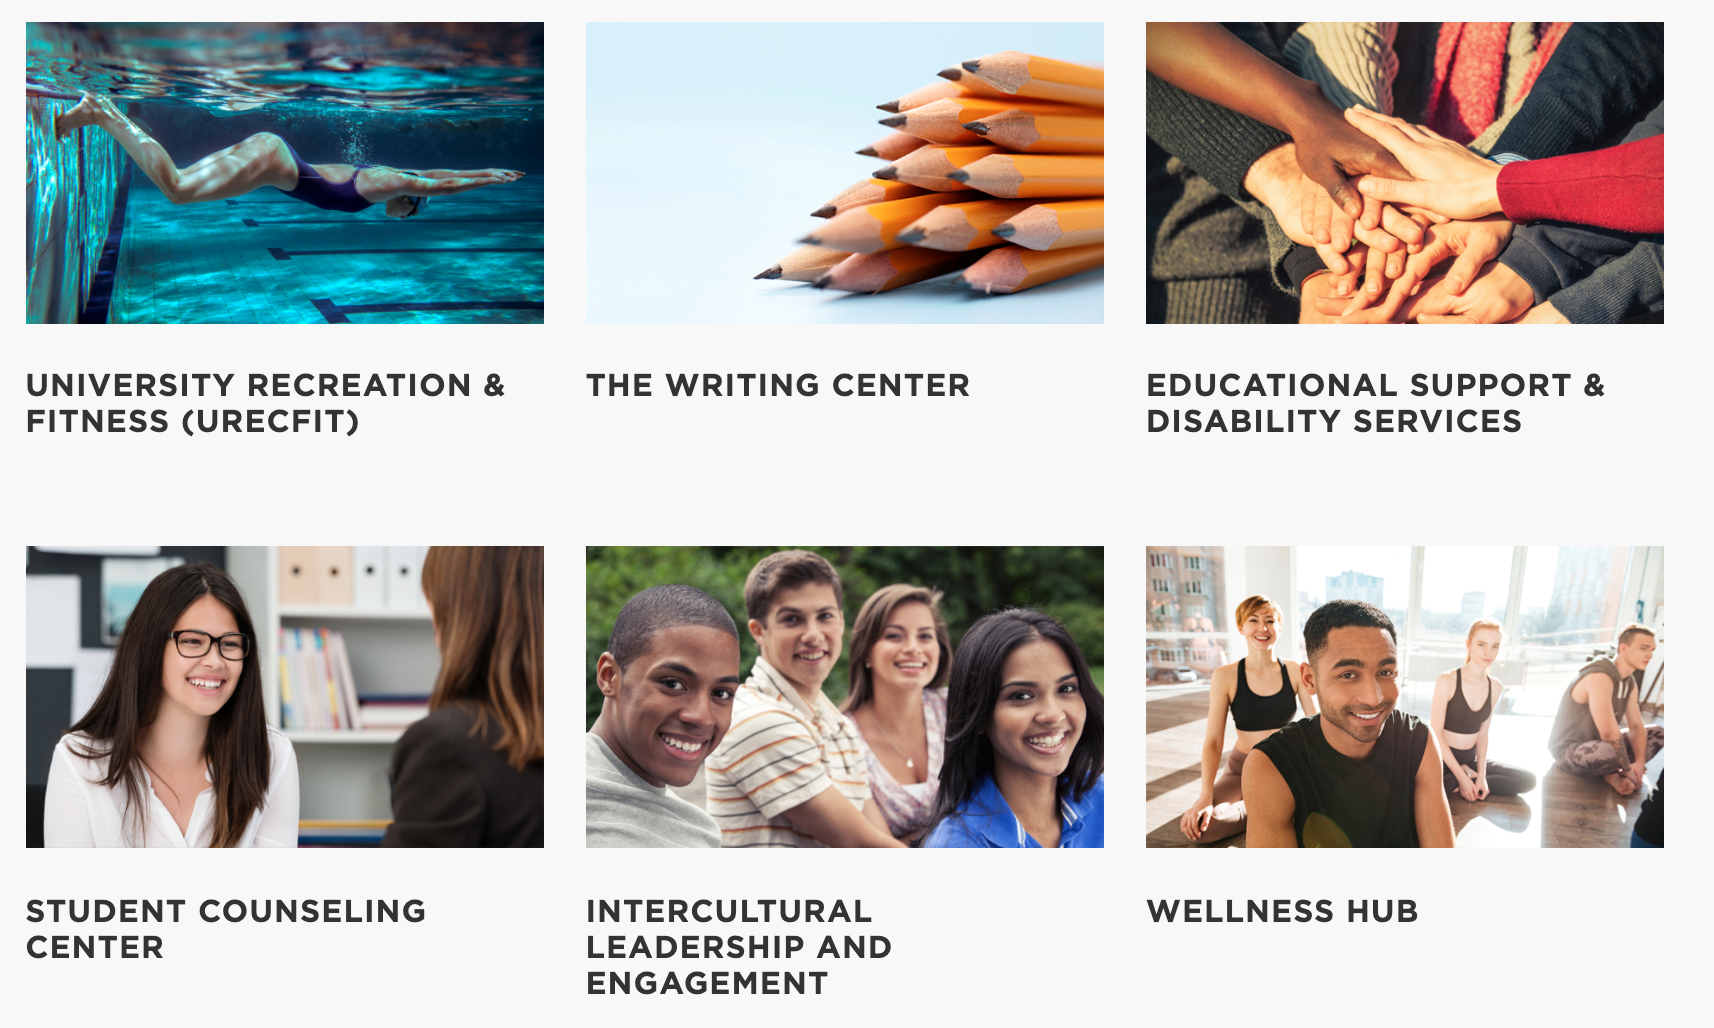 UNIVERSITY RECREATION &
FITNESS (URECFIT)
THE WRITING CENTER
EDUCATIONAL SUPPORT &
DISABILITY SERVICES
STUDENT COUNSELING
CENTER
INTERCULTURAL
LEADERSHIP AND
ENGAGEMENT
WELLNESS HUB